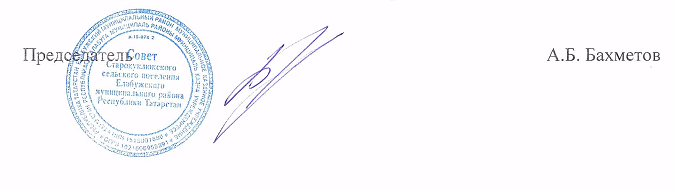 Председатель А.Б. Бахметов
Совет
Старокуклюкского
сельского поселения
Елабужского
муниципального района
Республики Татарстан